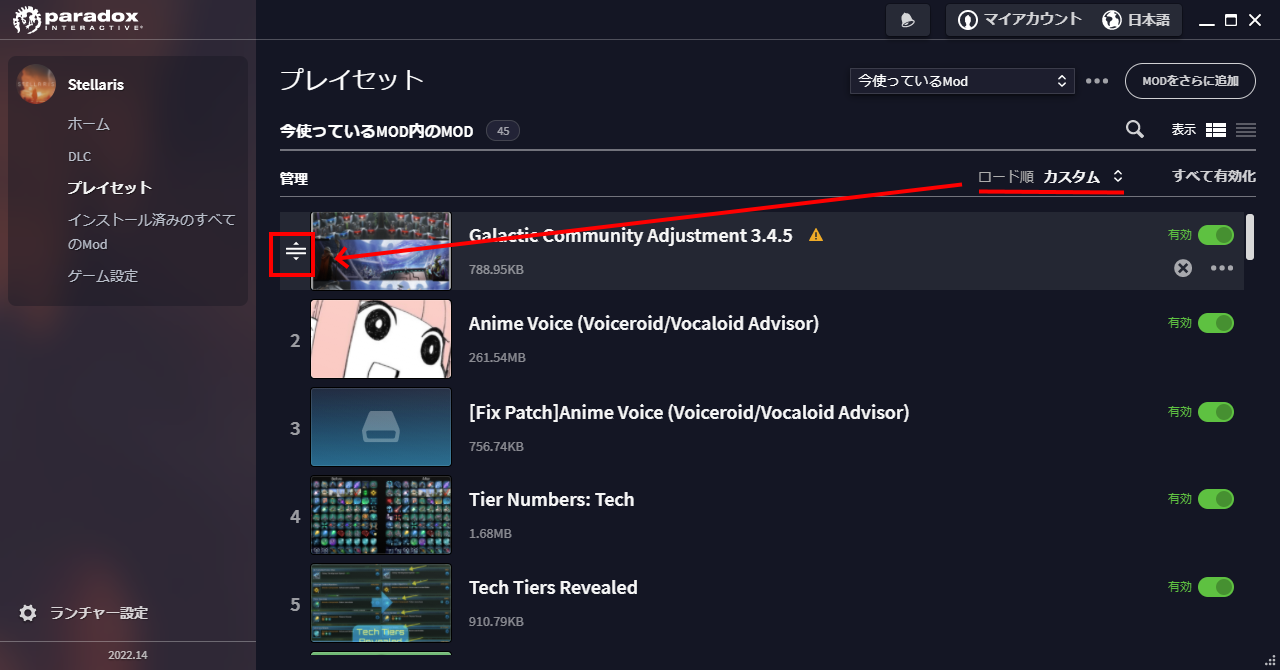 paradox
INTERACTIVE
マイアカウント
日本語
Stellaris
ホーム
DLC
プレイセット
インストール済みのすべて
のMod
ゲーム設定
ランチャー設定
2022.14
プレイセット
今使っているMod
MODをさらに追加
今使っているMOD内のMOD 45
表示
管理
ロード順 カスタム
すべて有効化
Galactic Community Adjustment 3.4.5
788.95KB
有効
2
Anime Voice (Voiceroid/Vocaloid Advisor)
261.54MB
有効
3
[Fix Patch]Anime Voice (Voiceroid/Vocaloid Advisor)
756.74KB
有効
4
Tier Numbers: Tech
1.68MB
有効
5
Tech Tiers Revealed
910.79KB
有効
Tech Tiers
Revealed